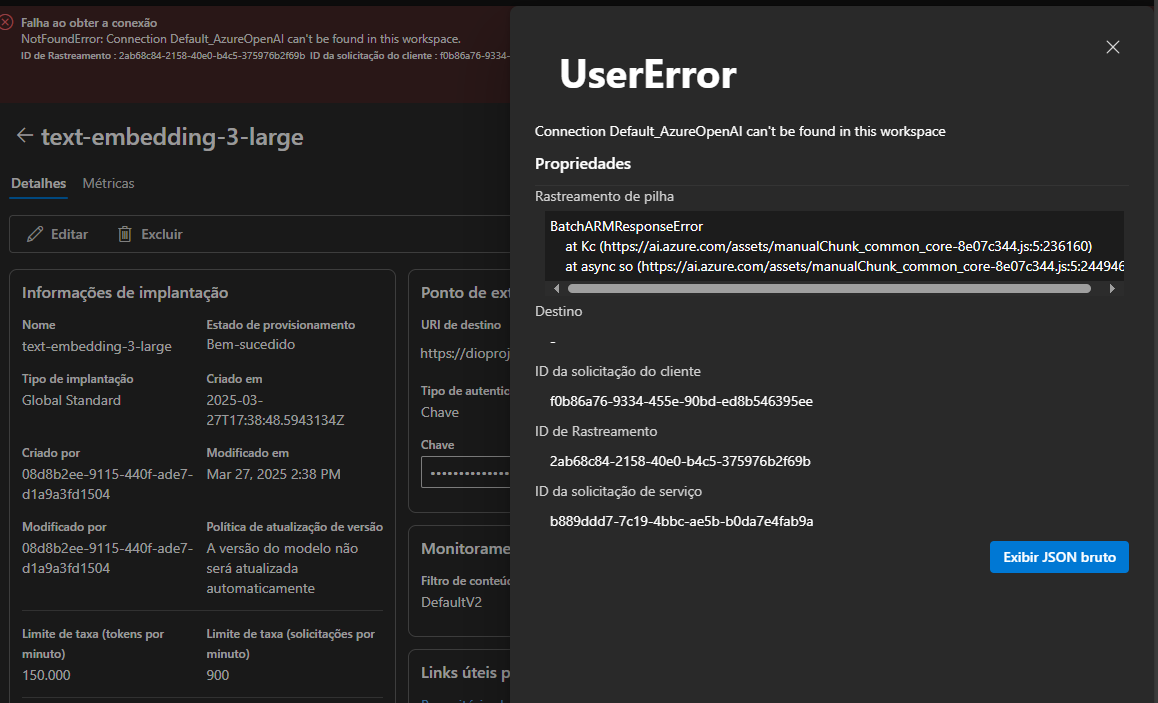 Falha ao obter a conexão
NotFoundError: Connection Default_AzureOpenAI can't be found in this workspace.
ID de Rastreamento : 2ab68c84-2158-40e0-b4c5-375976b2f69b ID da solicitação do cliente : f0b86a76-9334-
text-embedding-3-large
Detalhes Métricas
Editar Excluir
Informações de implantação
Nome
text-embedding-3-large
Estado de provisionamento
Bem-sucedido
Tipo de implantação
Global Standard
Criado em
2025-03-
27T17:38:48.5943134Z
Criado por
08d8b2ee-9115-440f-ade7-
d1a9a3fd1504
Modificado em
Mar 27, 2025 2:38 PM
Modificado por
08d8b2ee-9115-440f-ade7-
d1a9a3fd1504
Política de atualização de versão
A versão do modelo não
será atualizada
automaticamente
Limite de taxa (tokens por
minuto)
150.000
Limite de taxa (solicitações por
minuto)
900
Ponto de ext
URI de destino
https://dioproj
Tipo de autentic
Chave
Chave
Monitorame
Filtro de conteúd
DefaultV2
Links úteis p
UserError
Connection Default_AzureOpenAI can't be found in this workspace
Propriedades
Rastreamento de pilha
BatchARMResponseError
at Kc (https://ai.azure.com/assets/manualChunk_common_core-8e07c344.js:5:236160)
at async so (https://ai.azure.com/assets/manualChunk_common_core-8e07c344.js:5:244946
Destino
-
ID da solicitação do cliente
f0b86a76-9334-455e-90bd-ed8b546395ee
ID de Rastreamento
2ab68c84-2158-40e0-b4c5-375976b2f69b
ID da solicitação de serviço
b889ddd7-7c19-4bbc-ae5b-b0da7e4fab9a
Exibir JSON bruto